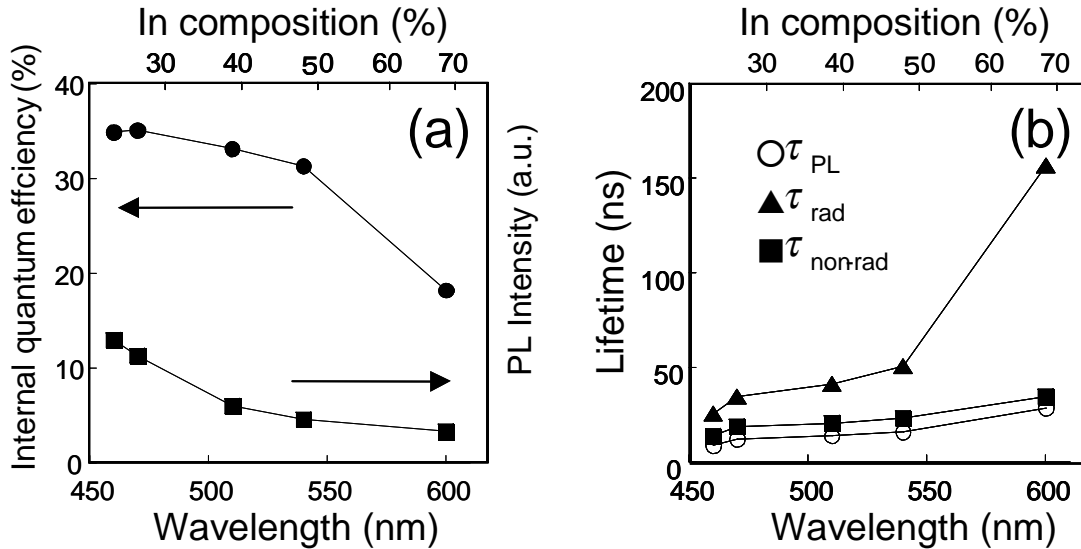 In composition (%)
30 40 50 60 70
Internal quantum effciency (%)
40
30
20
10
0
(a)
PL Intensity (a.u.)
450 500 550 600
Wavelength (nm)
In composition (%)
30 40 50 60 70
Lifetime (ns)
200
150
100
50
0
(b)
τ PL
τ rad
τ non-rad
450 500 550 600
Wavelength (nm)